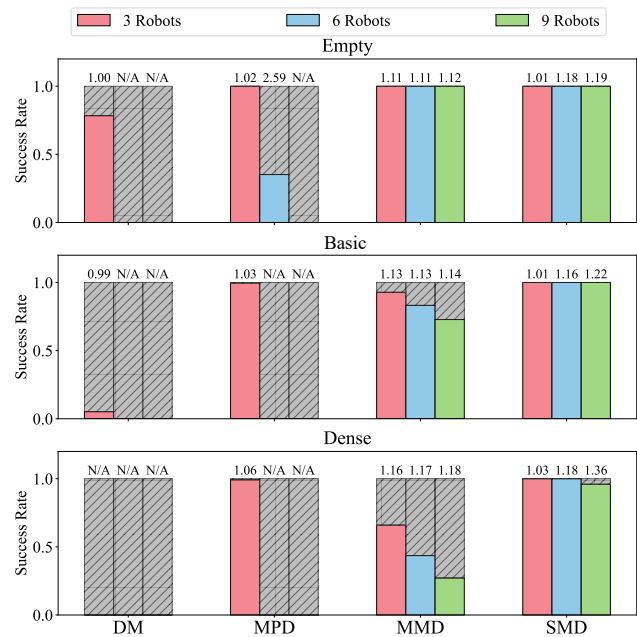 3 Robots 6 Robots 9 Robots
Empty
1.00 N/A N/A 1.02 2.59 N/A 1.11 1.11 1.12 1.01 1.18 1.19
1.0
0.5
0.0
Success Rate
Basic
0.99 N/A N/A 1.03 N/A N/A 1.13 1.13 1.14 1.01 1.16 1.22
1.0
0.5
0.0
Success Rate
Dense
N/A N/A N/A 1.06 N/A N/A 1.16 1.17 1.18 1.03 1.18 1.36
1.0
0.5
0.0
Success Rate
DM MPD MMD SMD